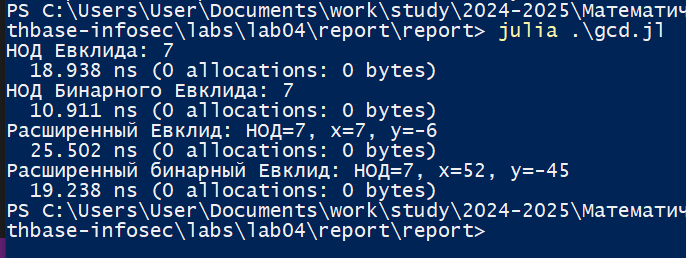 PS C:\Users\User\Documents\work\study\2024-2025\Математич
thbase-infosec\labs\lab04\report\report> julia .\gcd.jl
НОД Евклида: 7
  18.938 ns (0 allocations: 0 bytes)
НОД Бинарного Евклида: 7
  10.911 ns (0 allocations: 0 bytes)
Расширенный Евклид: НОД=7, x=7, y=-6
  25.502 ns (0 allocations: 0 bytes)
Расширенный бинарный Евклид: НОД=7, x=52, y=-45
  19.238 ns (0 allocations: 0 bytes)
PS C:\Users\User\Documents\work\study\2024-2025\Математич
thbase-infosec\labs\lab04\report\report>